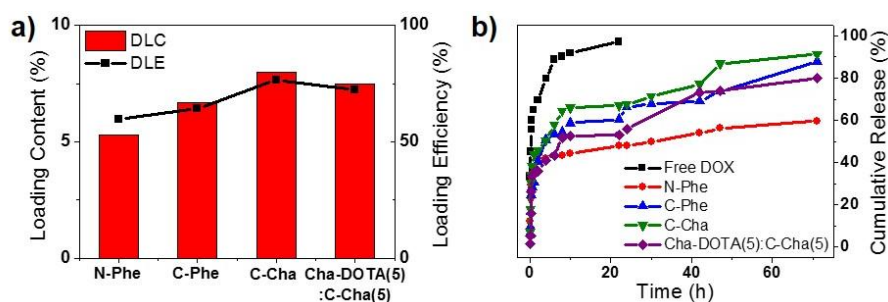 a)
DLC
DLE
Loading Content (%)
10
5
0
100
50
0
Loading Efficiency (%)
N-Phe
C-Phe
C-Cha
Cha-DOTA(5)
:C-Cha(5)
b)
Free DOX
N-Phe
C-Phe
C-Cha
Cha-DOTA(5):C-Cha(5)
100
80
60
40
20
0
Cumulative Release (%)
0
20
40
60
Time (h)